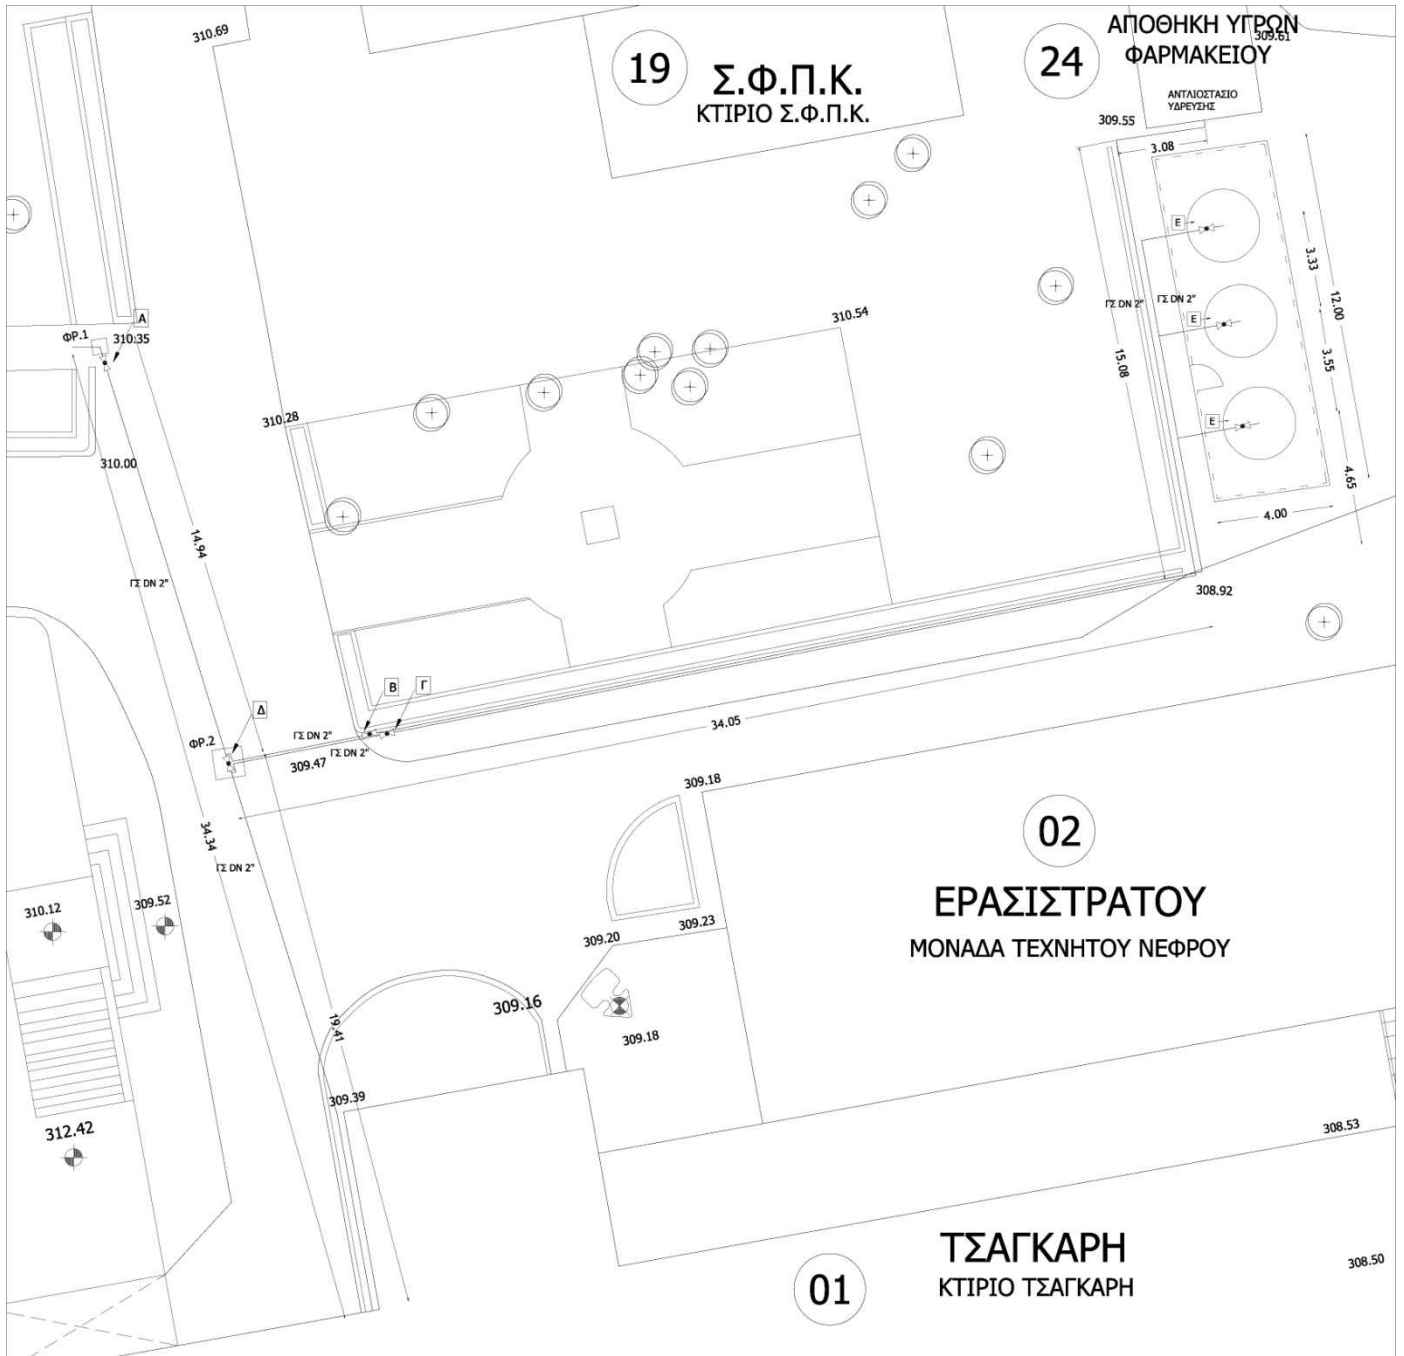 310.69
19
Σ.Φ.Π.Κ.
ΚΤΙΡΙΟ Σ.Φ.Π.Κ.
24
ΑΠΟΘΗΚΗ ΥΓΡΩΝ
ΦΑΡΜΑΚΕΙΟΥ
309.61
ΑΝΤΛΙΟΣΤΑΣΙΟ
ΥΔΡΕΥΣΗΣ
309.55
3.08
E
3.33
12.00
ΓΣ DN 2"
ΓΣ DN 2"
E
3.55
15.08
E
4.65
4.00
A
ΦΡ.1
310.35
310.54
310.28
310.00
14.94
ΓΣ DN 2"
308.92
B
Γ
Δ
34.05
ΦΡ.2
ΓΣ DN 2"
ΓΣ DN 2"
309.47
309.18
34.34
ΓΣ DN 2"
02
ΕΡΑΣΙΣΤΡΑΤΟΥ
ΜΟΝΑΔΑ ΤΕΧΝΗΤΟΥ ΝΕΦΡΟΥ
310.12
309.52
309.23
309.20
309.16
19.41
309.18
309.39
312.42
308.53
ΤΣΑΓΚΑΡΗ
ΚΤΙΡΙΟ ΤΣΑΓΚΑΡΗ
01
308.50